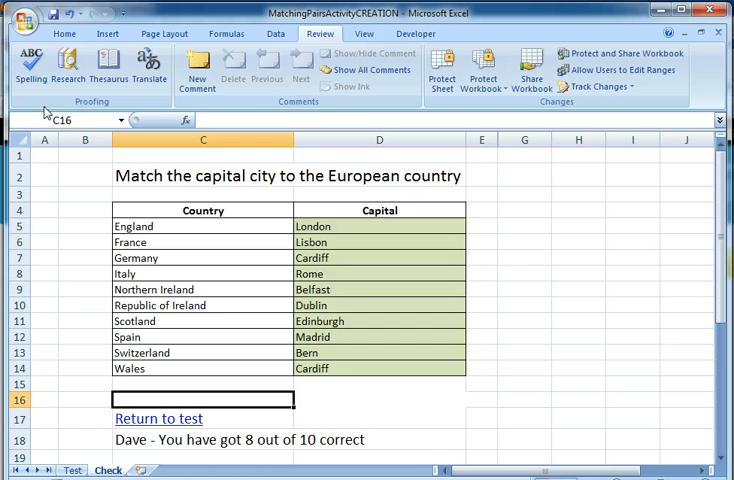 MatchingPairsActivityCREATION - Microsoft Excel
Home Insert Page Layout Formulas Data Review View Developer
ABC
Spelling Research Thesaurus Translate
Proofing
New Comment Delete Previous Next
Show/Hide Comment
Show All Comments
Show Ink
Comments
Protect Sheet Protect Workbook Share Workbook
Protect and Share Workbook
Allow Users to Edit Ranges
Track Changes
Changes
C16 fx
A B C D E G H I J
1
2 Match the capital city to the European country
3
4 Country Capital
5 England London
6 France Lisbon
7 Germany Cardiff
8 Italy Rome
9 Northern Ireland Belfast
10 Republic of Ireland Dublin
11 Scotland Edinburgh
12 Spain Madrid
13 Switzerland Bern
14 Wales Cardiff
15
16
17 Return to test
18 Dave - You have got 8 out of 10 correct
19
Test Check